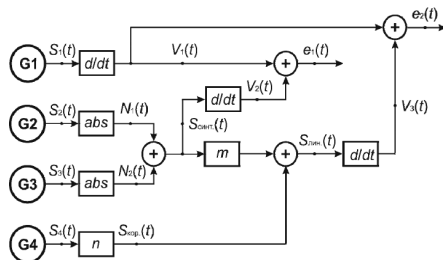 e₂(t)
G1 S₁(t) d/dt V₁(t) e₁(t)
G2 S₂(t) abs N₁(t) d/dt V₂(t)
Sсинт.(t) V₃(t)
m Sлин.(t) d/dt
G3 S₃(t) abs N₂(t)
G4 S₄(t) n Sкор.(t)